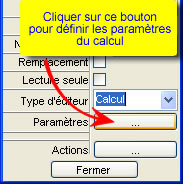 Cliquer sur ce bouton
pour définir les paramètres
du calcul
Remplacement
Lecture seule
Type d'éditeur Calcul
Paramètres ...
Actions ...
Fermer